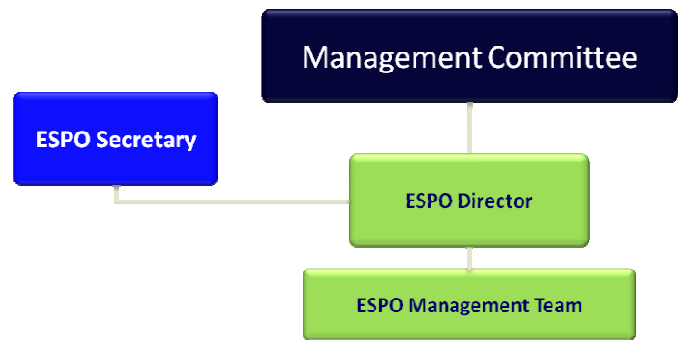 Management Committee
ESPO Secretary
ESPO Director
ESPO Management Team